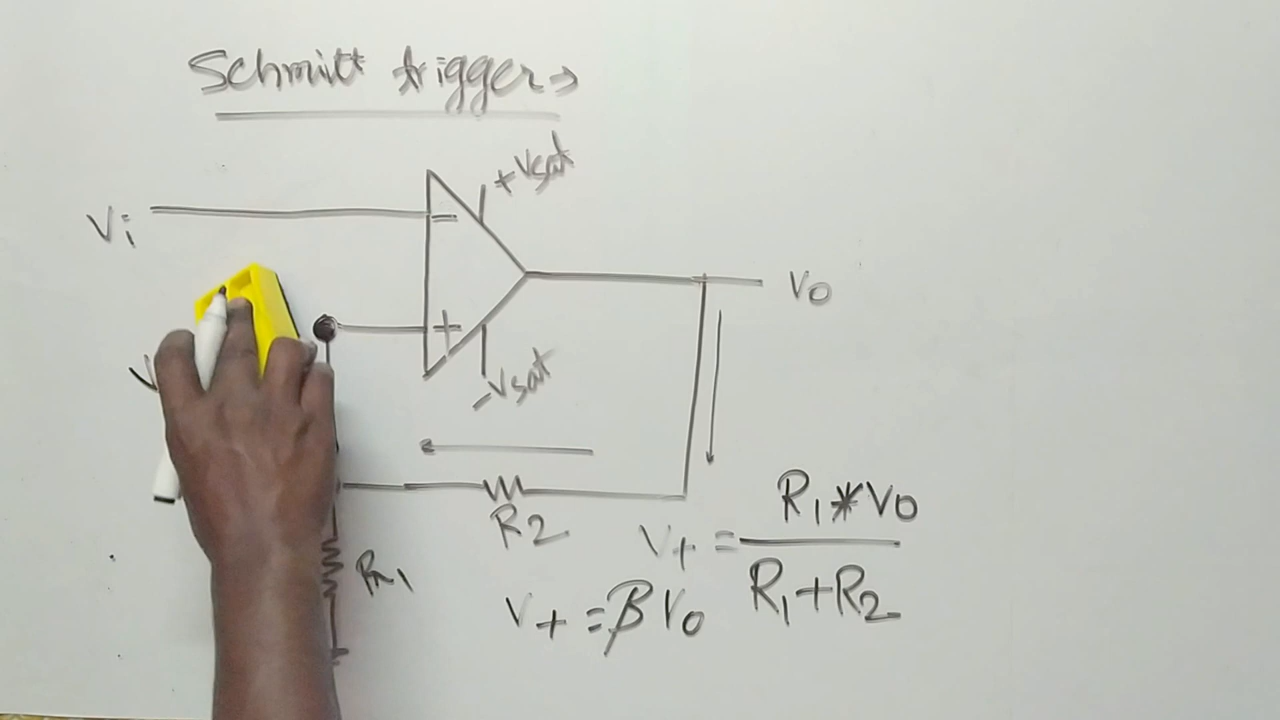 Schmitt trigger→
+Vsat
Vi
−
Vo
+
-Vsat
R2
R1
V+ = R1*Vo
R1+R2
V+ = βVo